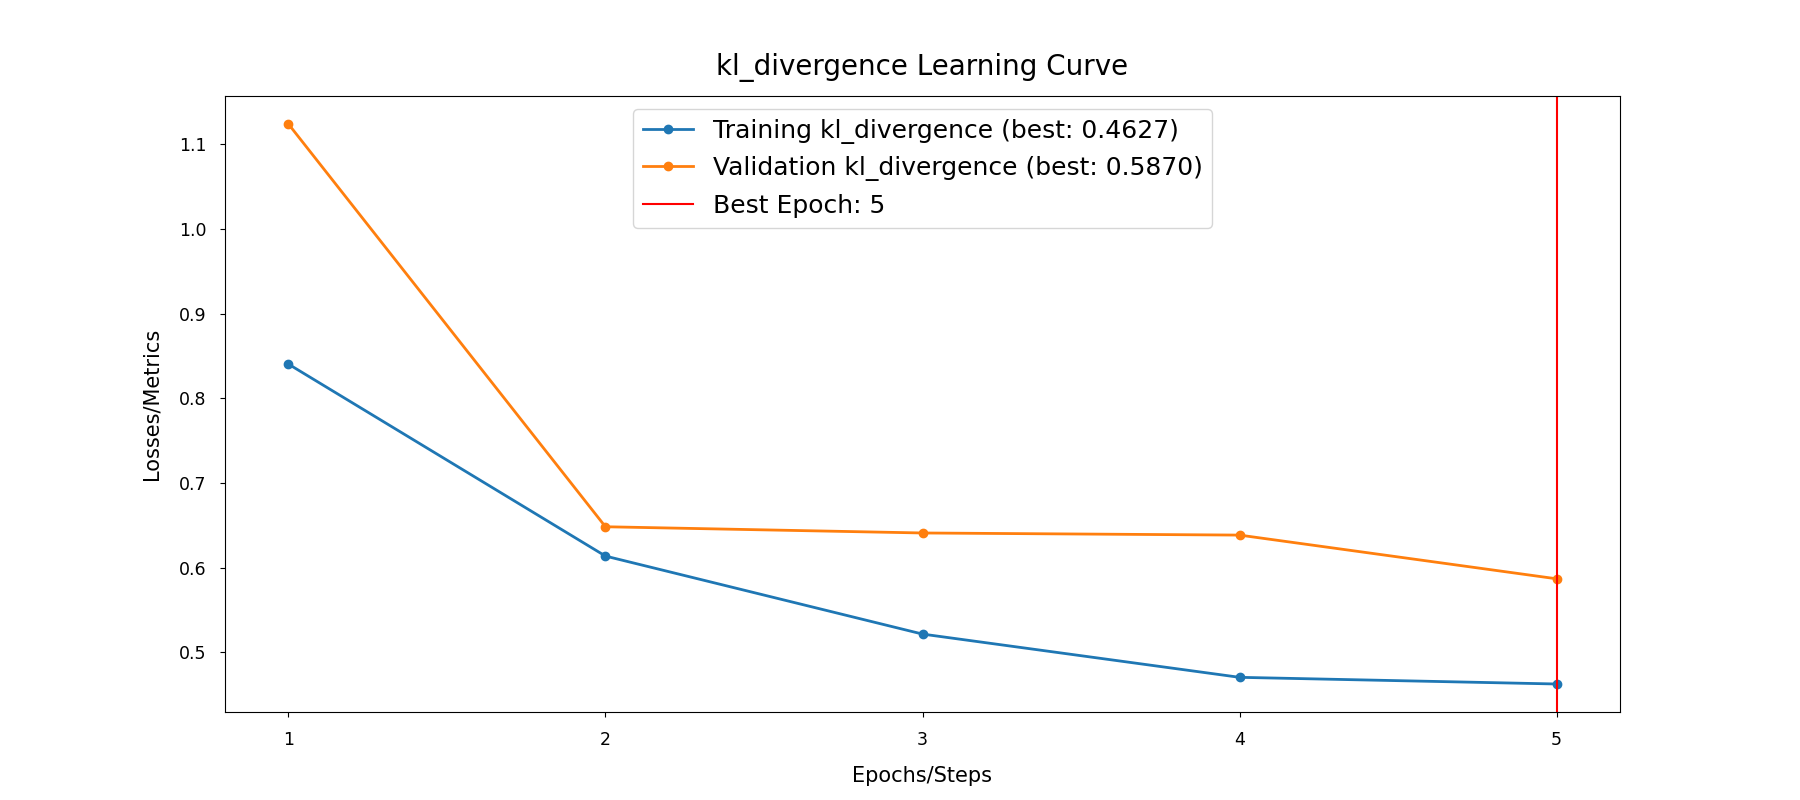 kl_divergence Learning Curve
Training kl_divergence (best: 0.4627)
Validation kl_divergence (best: 0.5870)
Best Epoch: 5
Losses/Metrics
1.1
1.0
0.9
0.8
0.7
0.6
0.5
1 2 3 4 5
Epochs/Steps